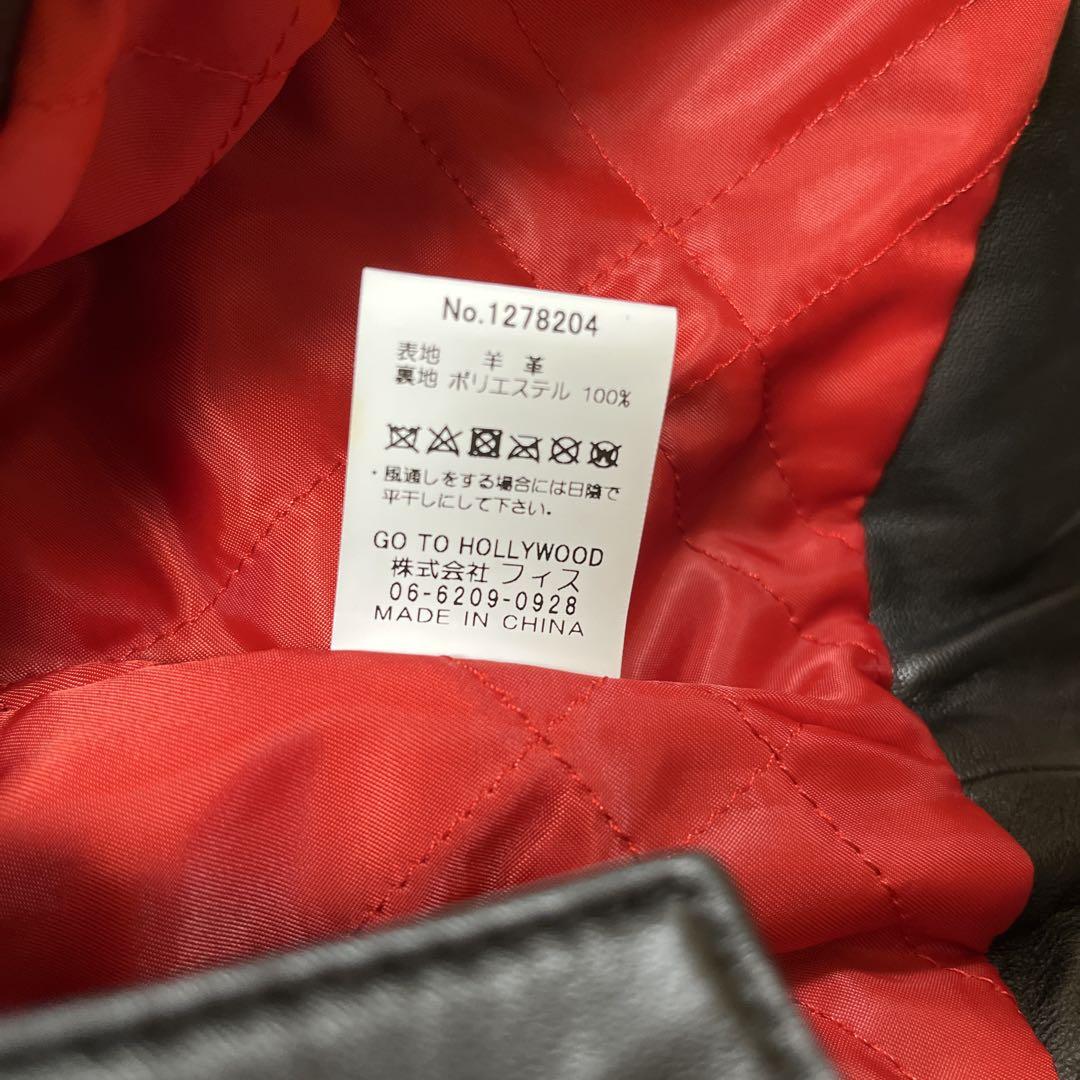 No.1278204
表地 羊革
裏地 ポリエステル 100%
・風通しをする場合には日陰で
平干しにして下さい.
GO TO HOLLYWOOD
株式会社 フィス
06-6209-0928
MADE IN CHINA